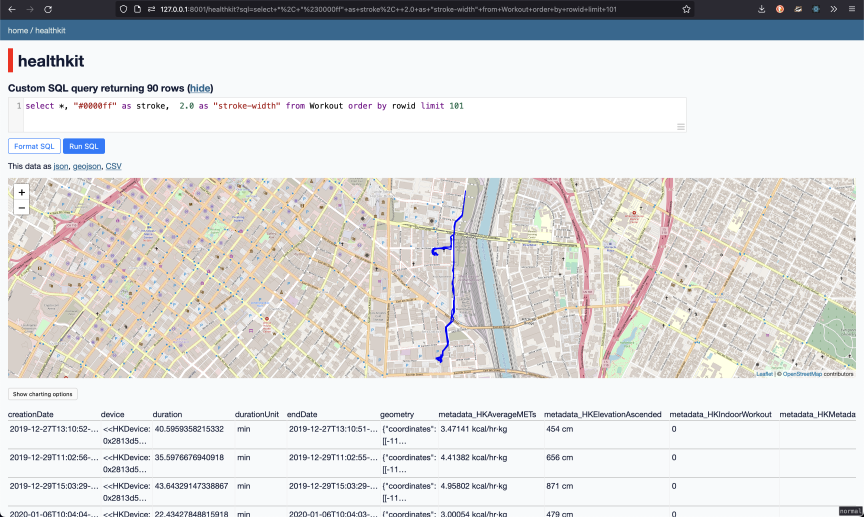 127.0.0.1:8001/healthkit?sql=select+*%2C+"%230000ff"+as+stroke%2C++2.0+as+"stroke-width"+from+Workout+order+by+rowid+limit+101
home / healthkit
healthkit
Custom SQL query returning 90 rows (hide)
1 select *, "#0000ff" as stroke,  2.0 as "stroke-width" from Workout order by rowid limit 101
Format SQL Run SQL
This data as json, geojson, CSV
+
−
Leaflet | © OpenStreetMap contributors
Show charting options
creationDate device duration durationUnit endDate geometry metadata_HKAverageMETs metadata_HKElevationAscended metadata_HKIndoorWorkout metadata_HKMetada
2019-12-27T13:10:52-... <<HKDevice: 40.5959358215332 min 2019-12-27T13:10:51-... {"coordinates": 3.47141 kcal/hr·kg 454 cm 0
0x2813d5... [[-11...
2019-12-29T11:02:56-... <<HKDevice: 35.5976676940918 min 2019-12-29T11:02:55-... {"coordinates": 4.41382 kcal/hr·kg 656 cm 0
0x2813d5... [[-11...
2019-12-29T15:03:29-... <<HKDevice: 43.64329147338867 min 2019-12-29T15:03:29-... {"coordinates": 4.95802 kcal/hr·kg 871 cm 0
0x2813d5... [[-11...
2020-01-06T10:04:04-... <<HKDevice: 22.43427848815918 min 2020-01-06T10:04:03-... {"coordinates": 3.00054 kcal/hr·kg 479 cm 0
normal